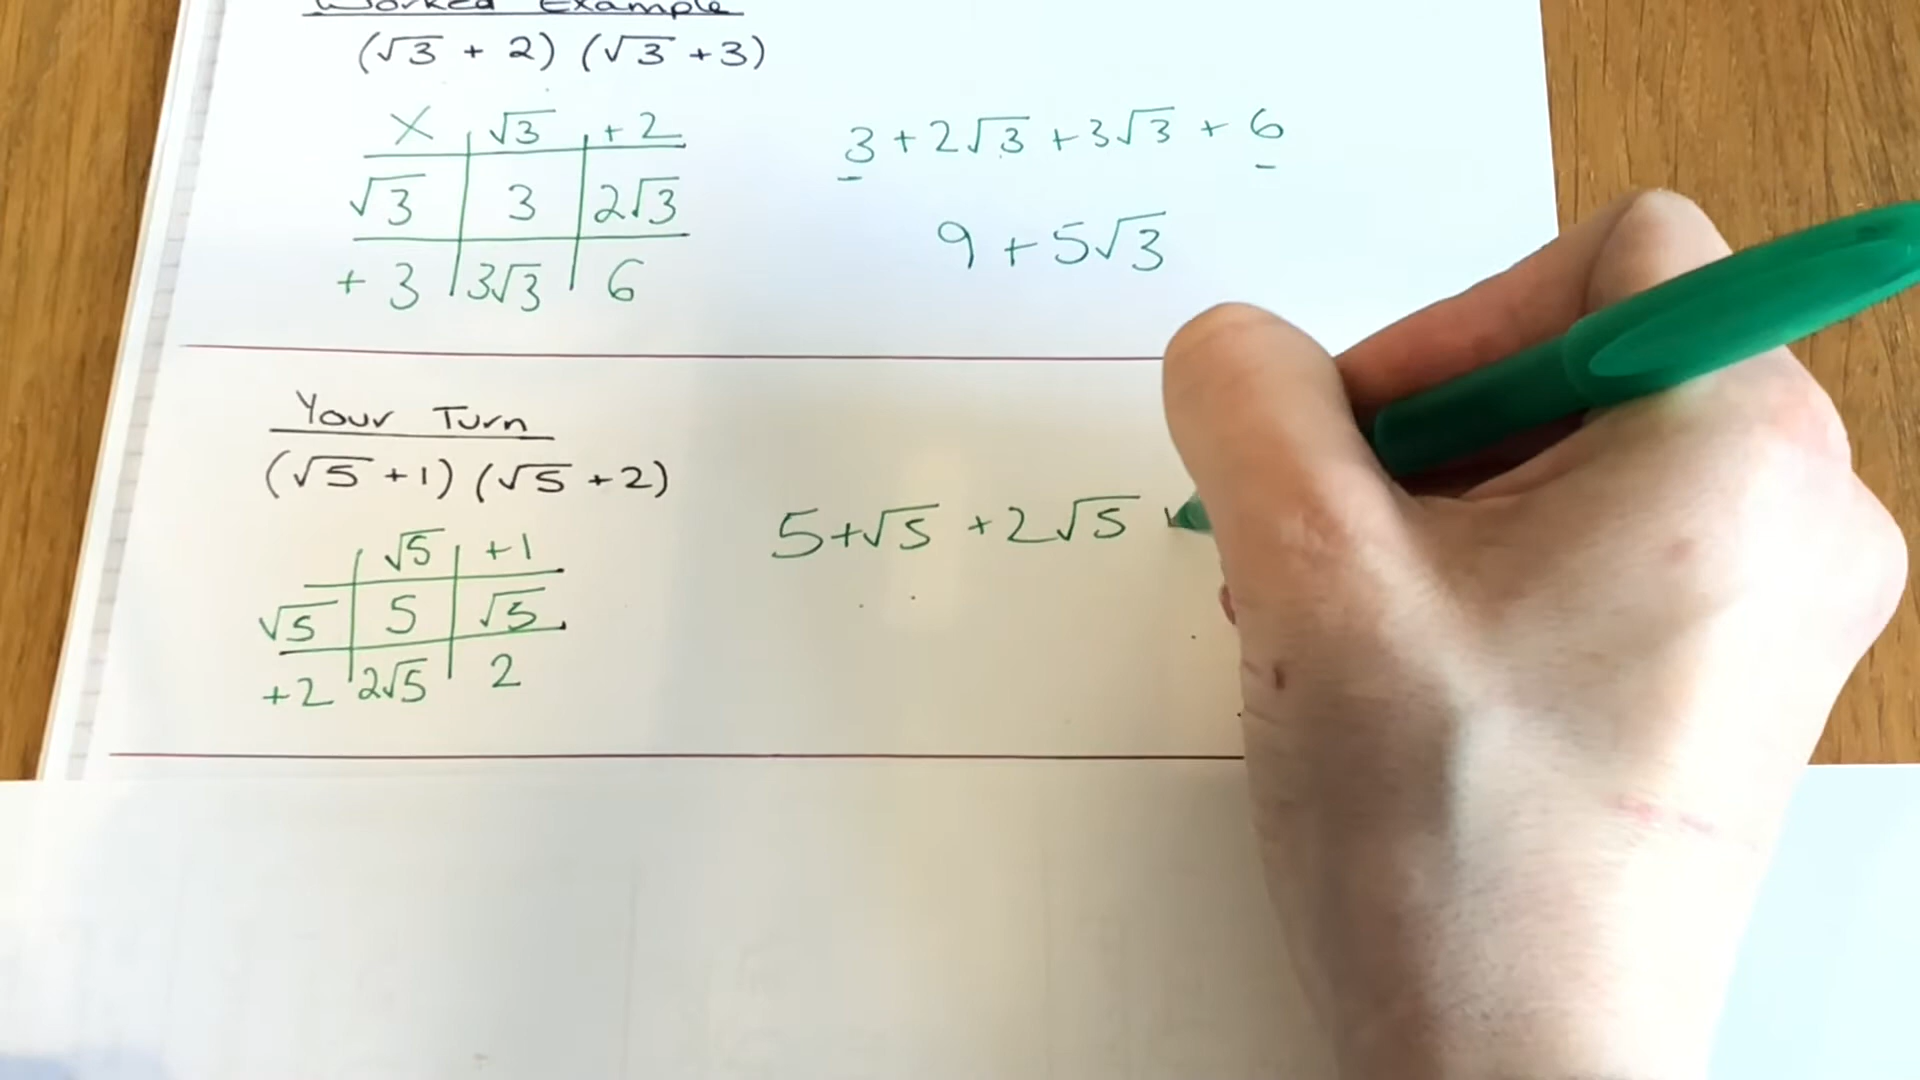 Worked Example
(√3 + 2) (√3 + 3)
X √3 + 2
√3 3 2√3
+ 3 3√3 6
3 + 2√3 + 3√3 + 6
9 + 5√3
Your Turn
(√5 + 1) (√5 + 2)
√5 + 1
√5 5 √5
+ 2 2√5 2
5 + √5 + 2√5